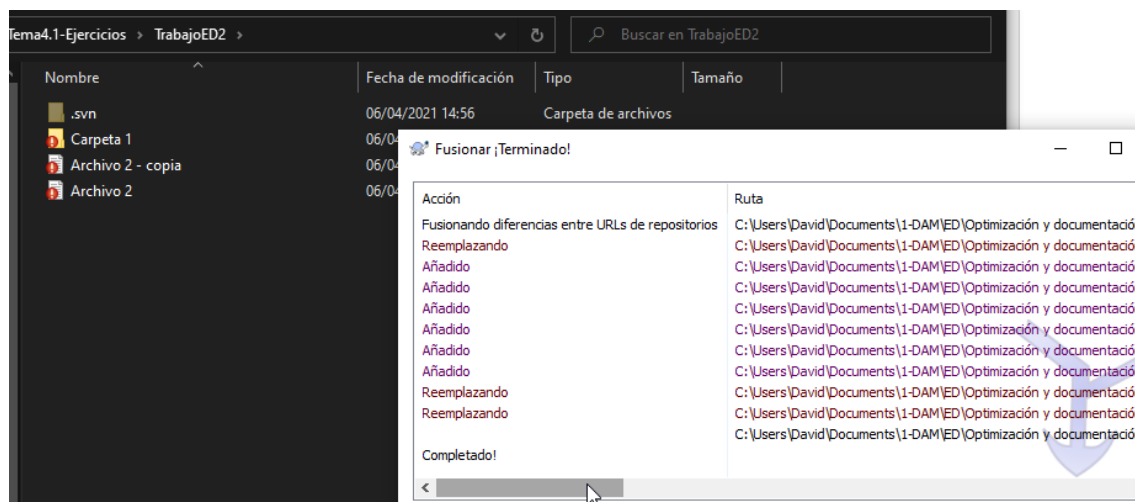 Tema4.1-Ejercicios > TrabajoED2 >
Buscar en TrabajoED2
Nombre Fecha de modificación Tipo Tamaño
.svn 06/04/2021 14:56 Carpeta de archivos
Carpeta 1 06/04
Archivo 2 - copia 06/04
Archivo 2 06/04
Fusionar ¡Terminado!
Acción Ruta
Fusionando diferencias entre URLs de repositorios C:\Users\David\Documents\1-DAM\ED\Optimización y documentació
Reemplazando C:\Users\David\Documents\1-DAM\ED\Optimización y documentació
Añadido C:\Users\David\Documents\1-DAM\ED\Optimización y documentació
Añadido C:\Users\David\Documents\1-DAM\ED\Optimización y documentació
Añadido C:\Users\David\Documents\1-DAM\ED\Optimización y documentació
Añadido C:\Users\David\Documents\1-DAM\ED\Optimización y documentació
Añadido C:\Users\David\Documents\1-DAM\ED\Optimización y documentació
Añadido C:\Users\David\Documents\1-DAM\ED\Optimización y documentació
Reemplazando C:\Users\David\Documents\1-DAM\ED\Optimización y documentació
Reemplazando C:\Users\David\Documents\1-DAM\ED\Optimización y documentació
C:\Users\David\Documents\1-DAM\ED\Optimización y documentació
Completado!